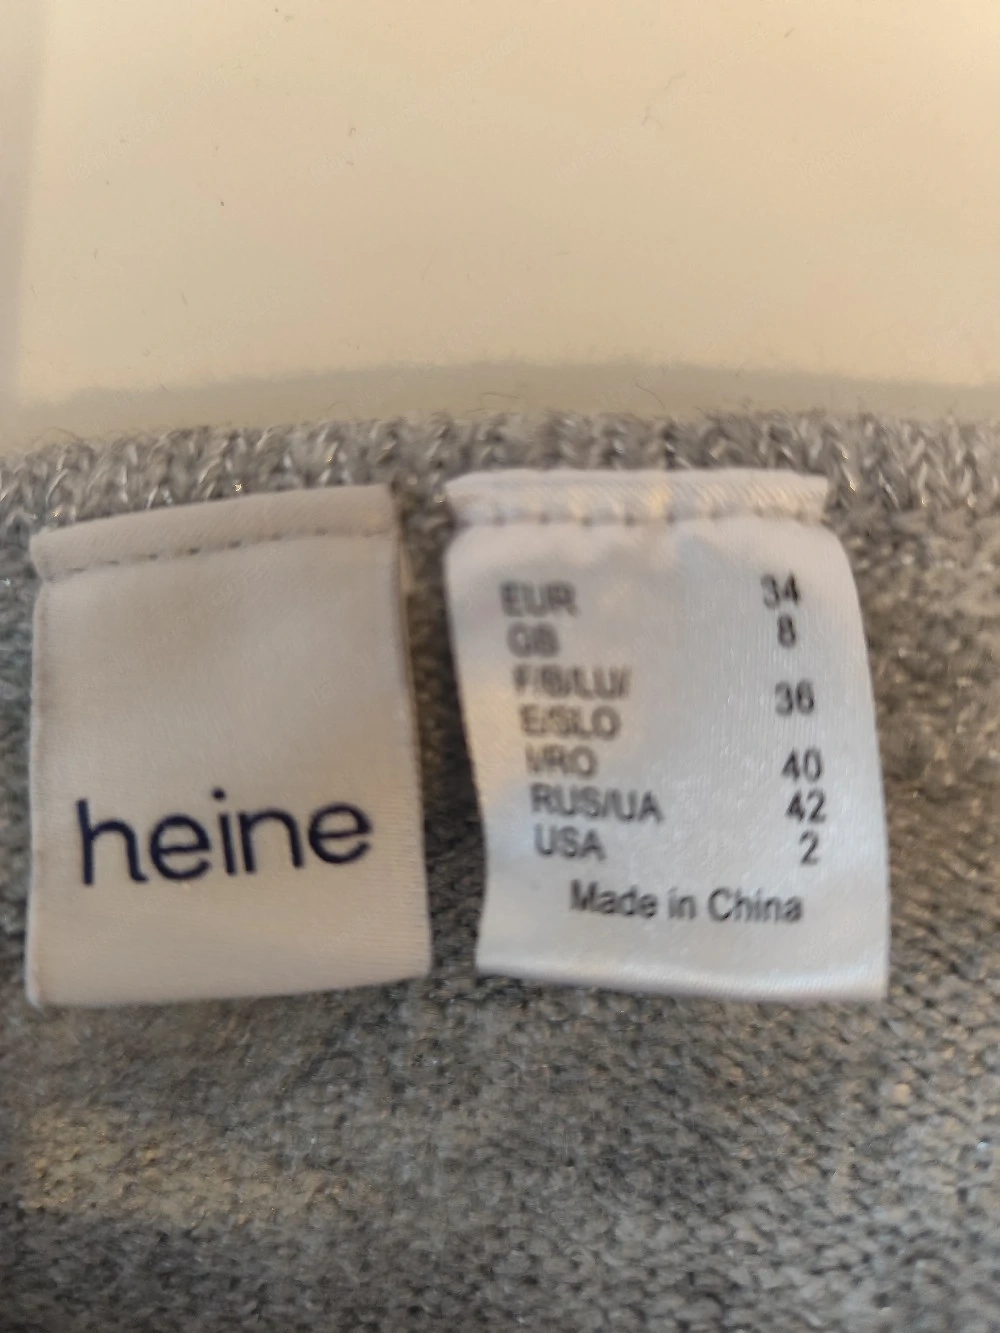 heine
EUR 34
GB 8
F/B/LU/
E/SLO 36
I/RO 40
RUS/UA 42
USA 2
Made in China